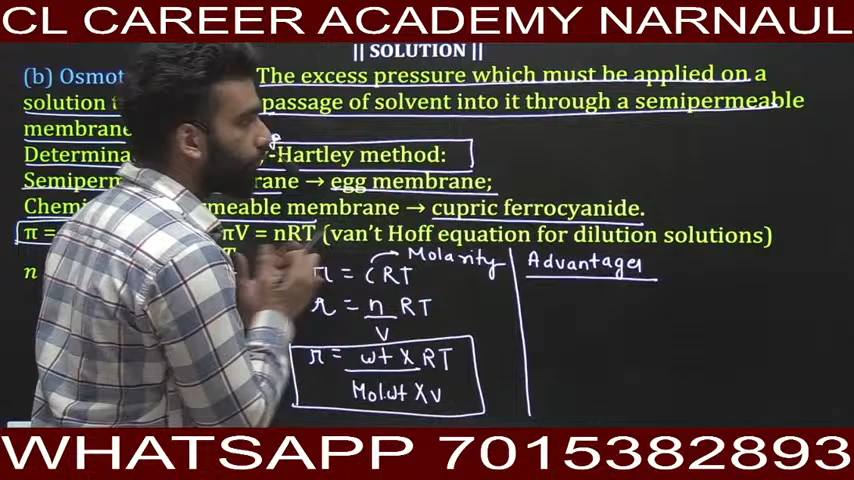 CL CAREER ACADEMY NARNAUL
|| SOLUTION ||
(b) Osmot The excess pressure which must be applied on a
solution t passage of solvent into it through a semipermeable
membrane
Determina -Hartley method:
Semiperm rane → egg membrane;
Chemi permeable membrane → cupric ferrocyanide.
π = πV = nRT (van't Hoff equation for dilution solutions)
n
π = CRT → Molarity
π = n/V RT
π = wt X RT
Mol.wt X V
Advantages
WHATSAPP 7015382893